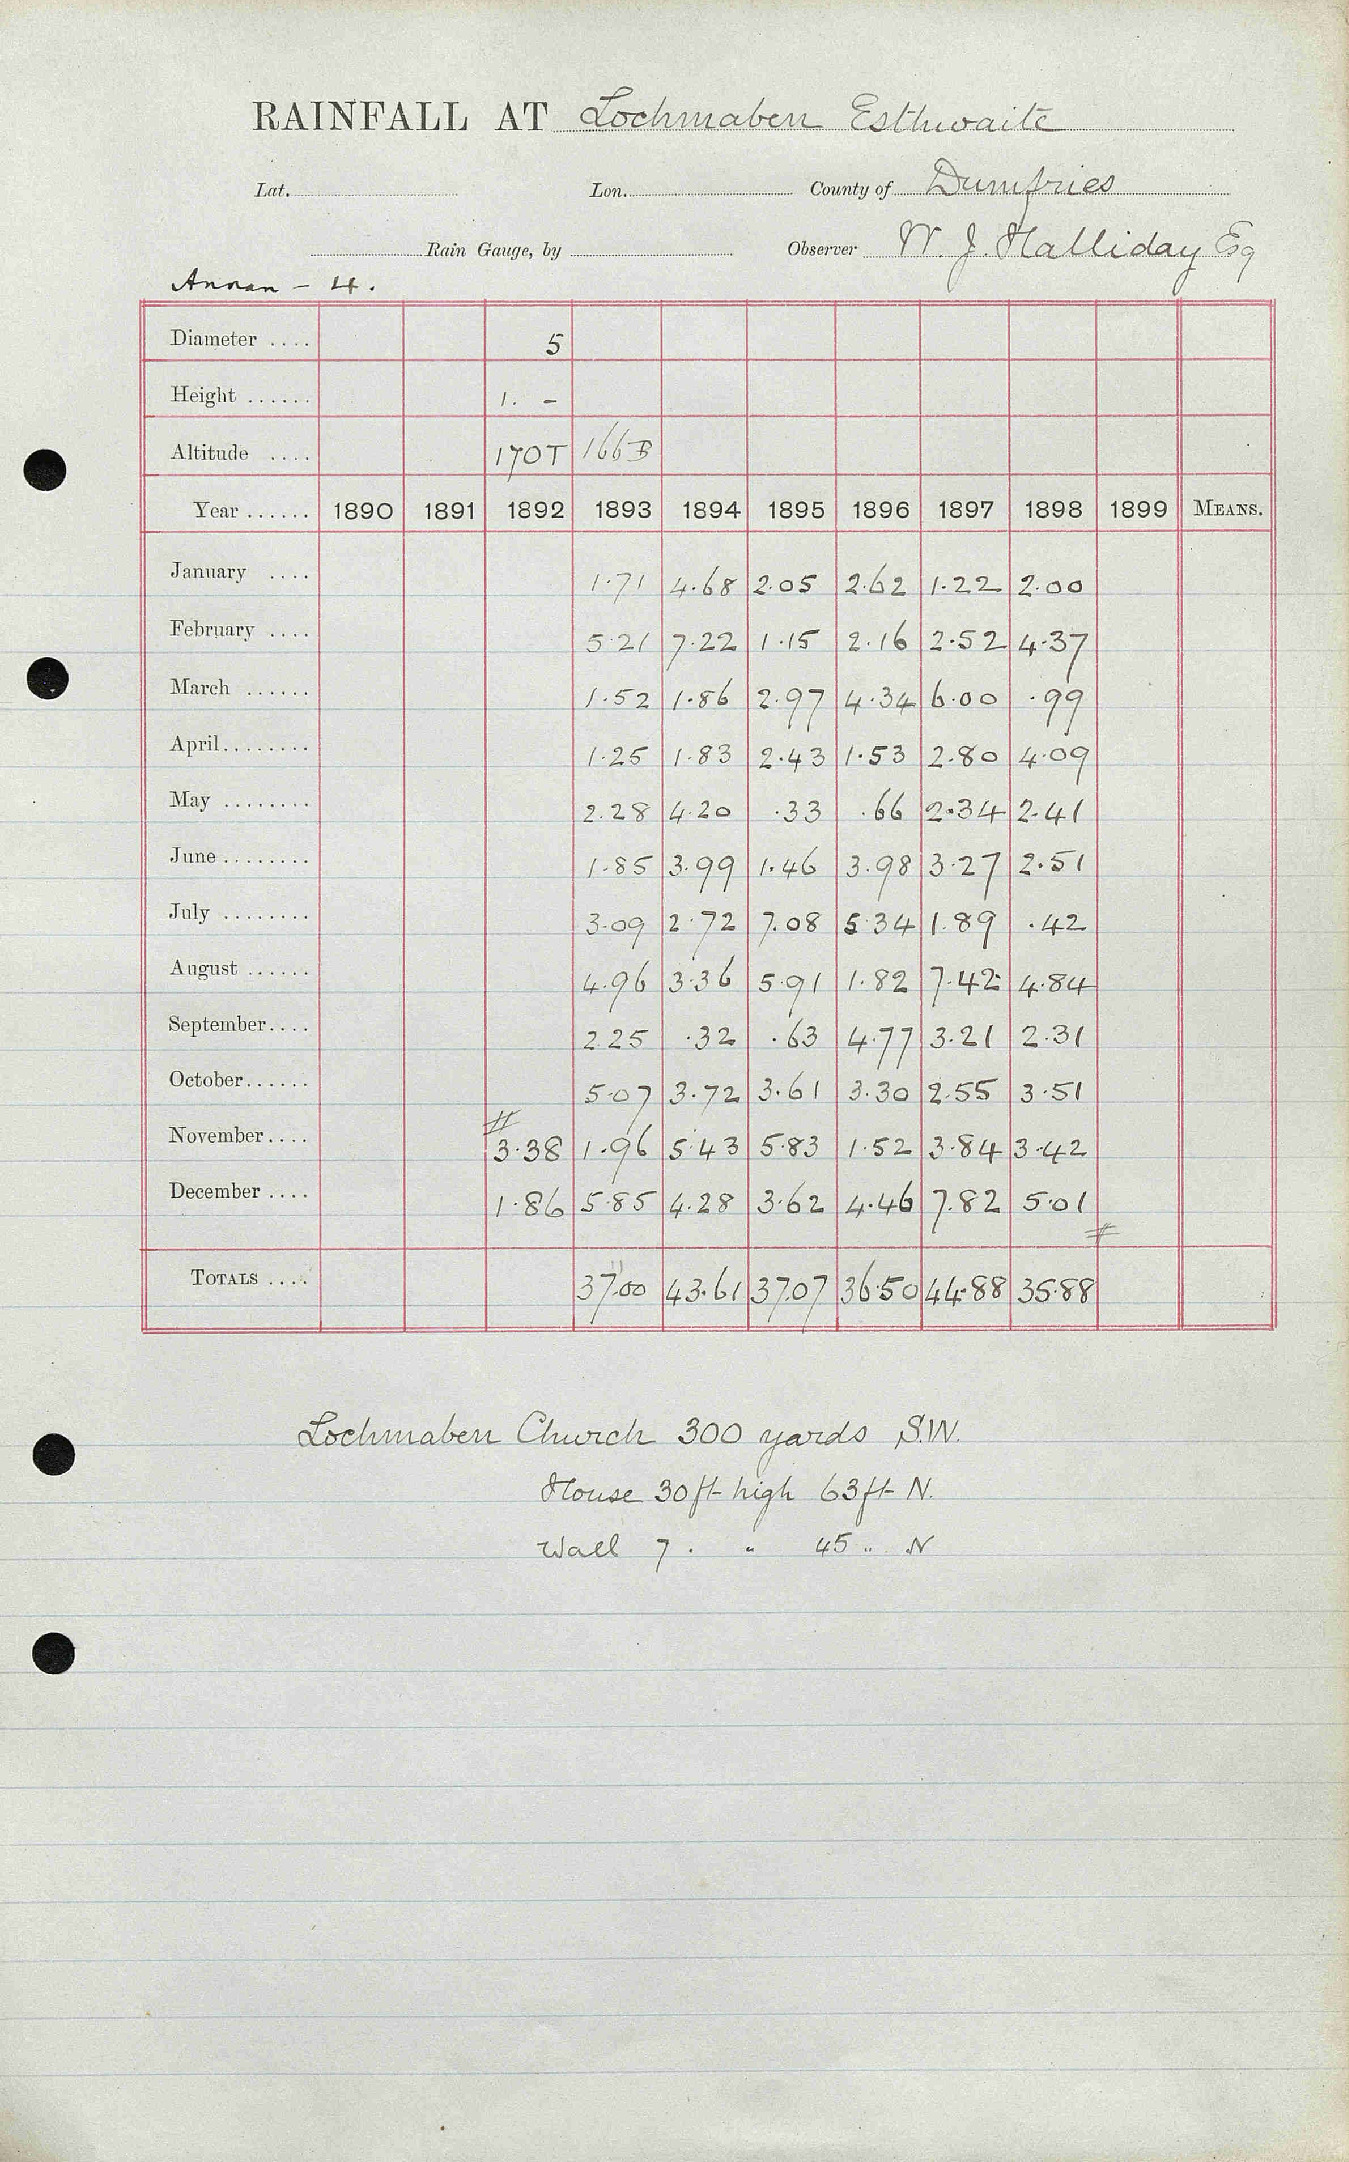 RAINFALL AT Lochmaben Esthwaite
Lat. Lon. County of Dumfries
Rain Gauge, by Observer W. J. Halliday Esq
Annan - 4.
Diameter .... 5
Height ...... 1. -
Altitude .... 170T 166B
Year ...... 1890 1891 1892 1893 1894 1895 1896 1897 1898 1899 MEANS.
January .... 1.71 4.68 2.05 2.62 1.22 2.00
February .... 5.21 7.22 1.15 2.16 2.52 4.37
March ...... 1.52 1.86 2.97 4.34 6.00 .99
April........ 1.25 1.83 2.43 1.53 2.80 4.09
May ........ 2.28 4.20 .33 .66 2.34 2.41
June ........ 1.85 3.99 1.46 3.98 3.27 2.51
July ........ 3.09 2.72 7.08 5.34 1.89 .42
August ...... 4.96 3.36 5.91 1.82 7.42 4.84
September.... 2.25 .32 .63 4.77 3.21 2.31
October...... 5.07 3.72 3.61 3.30 2.55 3.51
November.... 3.38 1.96 5.43 5.83 1.52 3.84 3.42
December .... 1.86 5.85 4.28 3.62 4.46 7.82 5.01
TOTALS .... 37.00 43.61 37.07 36.50 44.88 35.88
Lochmaben Church 300 yards S.W.
House 30 ft high 63 ft N.
Wall 7 . " 45 " N